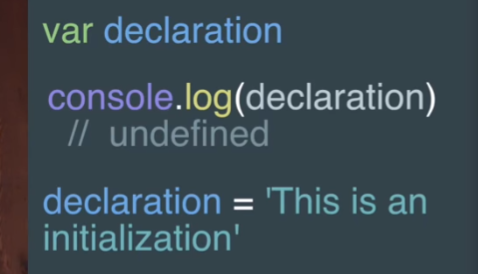 var declaration
console.log(declaration)
// undefined
declaration = 'This is an
initialization'